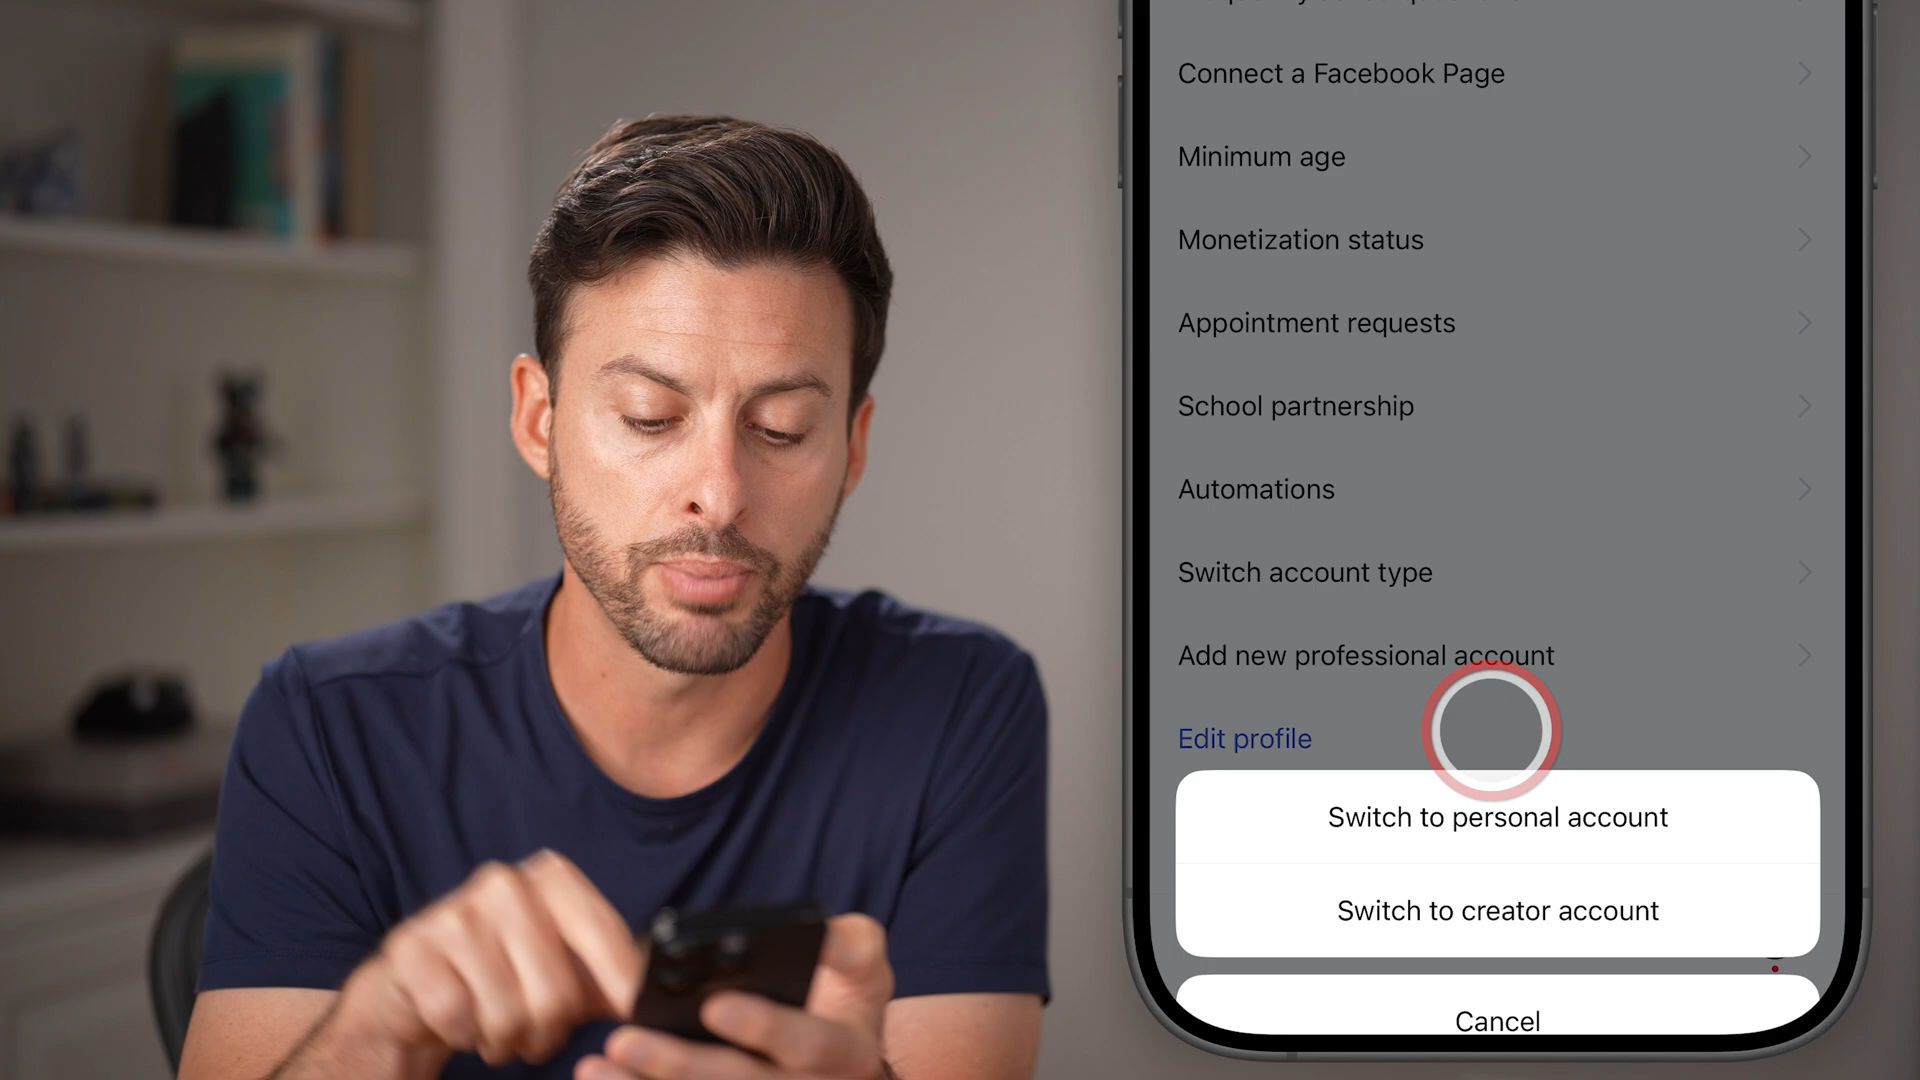 Connect a Facebook Page
Minimum age
Monetization status
Appointment requests
School partnership
Automations
Switch account type
Add new professional account
Edit profile
Switch to personal account
Switch to creator account
Cancel